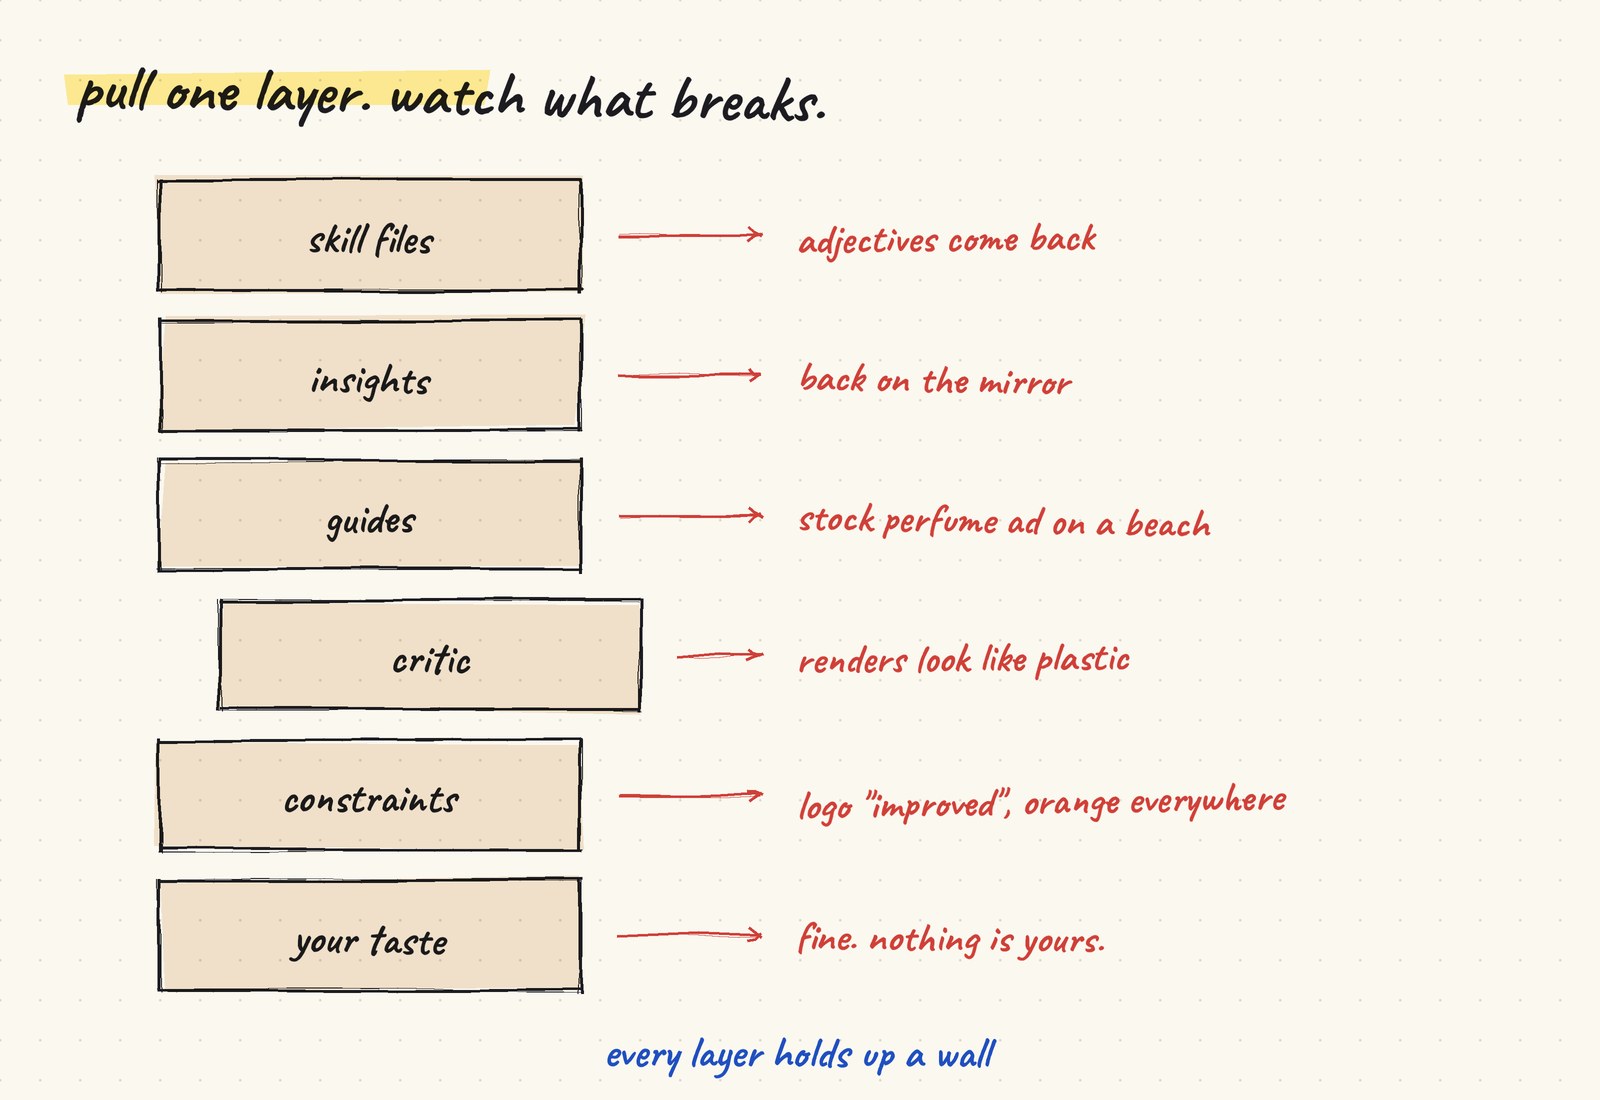 pull one layer. watch what breaks.
skill files
adjectives come back
insights
back on the mirror
guides
stock perfume ad on a beach
critic
renders look like plastic
constraints
logo "improved", orange everywhere
your taste
fine. nothing is yours.
every layer holds up a wall